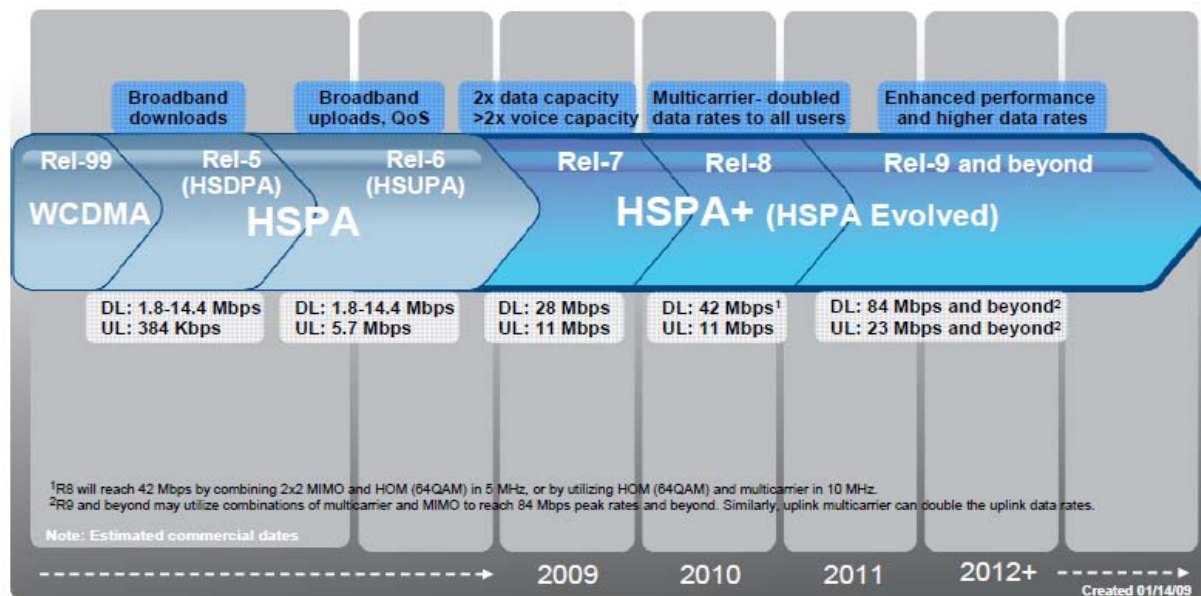 Broadband
downloads
Broadband
uploads, QoS
2x data capacity
>2x voice capacity
Multicarrier- doubled
data rates to all users
Enhanced performance
and higher data rates
Rel-99
WCDMA
Rel-5
(HSDPA)
Rel-6
(HSUPA)
HSPA
Rel-7
Rel-8
Rel-9 and beyond
HSPA+ (HSPA Evolved)
DL: 1.8-14.4 Mbps
UL: 384 Kbps
DL: 1.8-14.4 Mbps
UL: 5.7 Mbps
DL: 28 Mbps
UL: 11 Mbps
DL: 42 Mbps¹
UL: 11 Mbps
DL: 84 Mbps and beyond²
UL: 23 Mbps and beyond²
¹R8 will reach 42 Mbps by combining 2x2 MIMO and HOM (64QAM) in 5 MHz, or by utilizing HOM (64QAM) and multicarrier in 10 MHz.
²R9 and beyond may utilize combinations of multicarrier and MIMO to reach 84 Mbps peak rates and beyond. Similarly, uplink multicarrier can double the uplink data rates.
Note: Estimated commercial dates
2009
2010
2011
2012+
Created 01/14/09